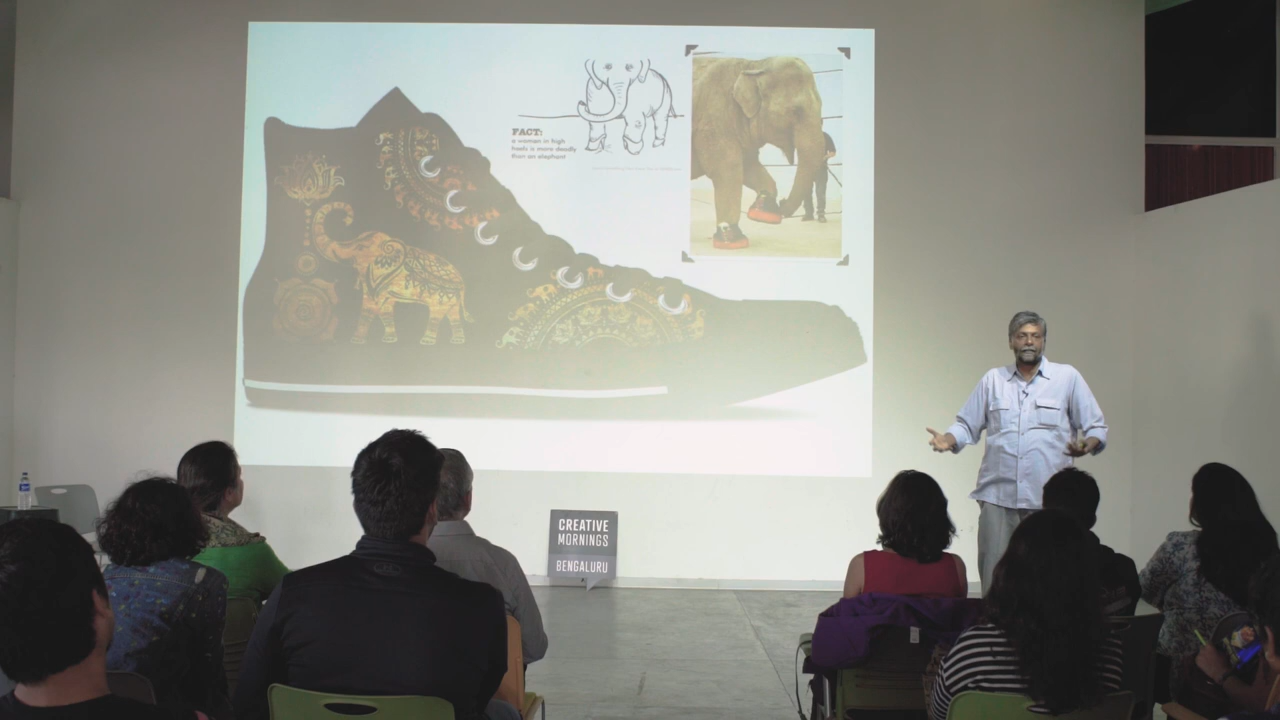 FACT:
a woman in high
heels is more deadly
than an elephant
CREATIVE
MORNINGS
BENGALURU